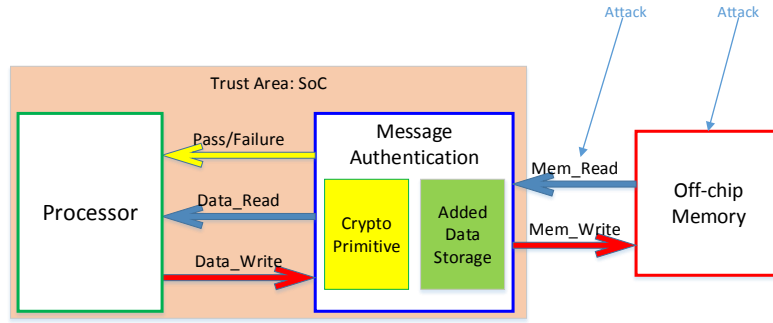 Attack
Attack
Trust Area: SoC
Pass/Failure
Message
Authentication
Mem_Read
Processor
Data_Read
Crypto
Primitive
Added
Data
Storage
Off-chip
Memory
Mem_Write
Data_Write